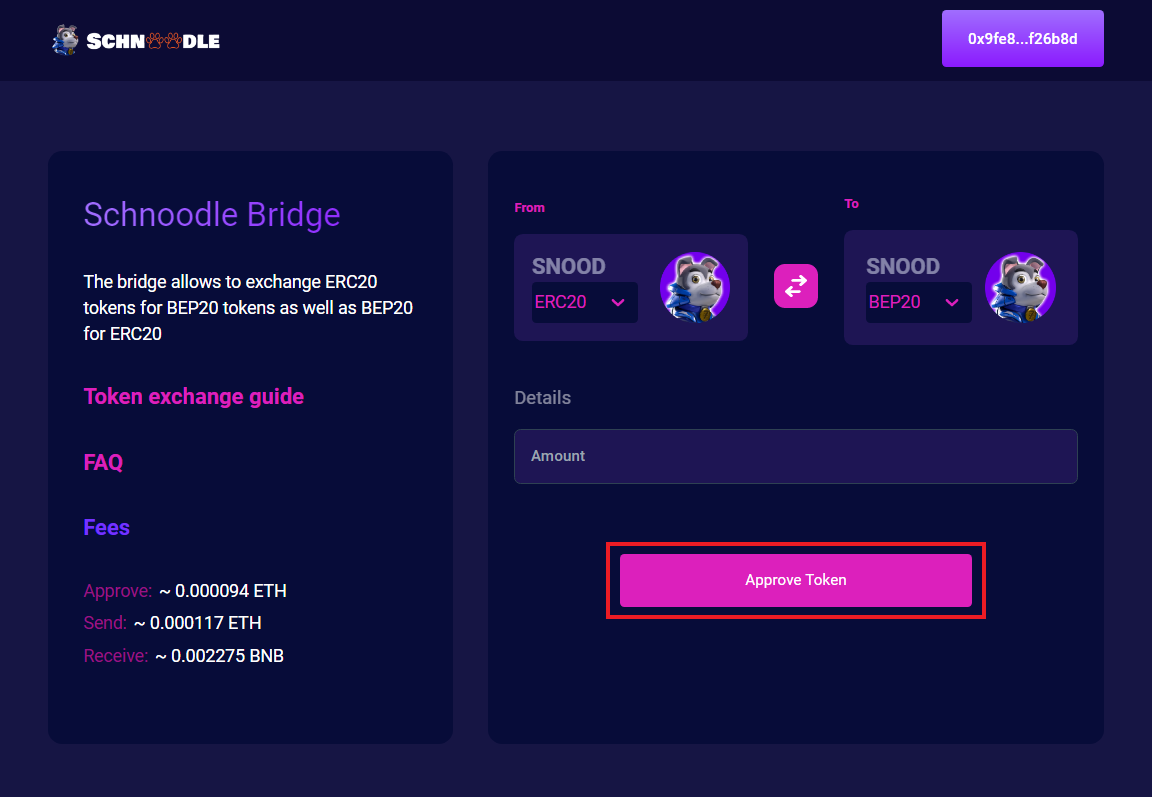 SCHNOODLE
0x9fe8...f26b8d
Schnoodle Bridge
The bridge allows to exchange ERC20
tokens for BEP20 tokens as well as BEP20
for ERC20
Token exchange guide
FAQ
Fees
Approve: ~ 0.000094 ETH
Send: ~ 0.000117 ETH
Receive: ~ 0.002275 BNB
From
SNOOD
ERC20
To
SNOOD
BEP20
Details
Amount
Approve Token